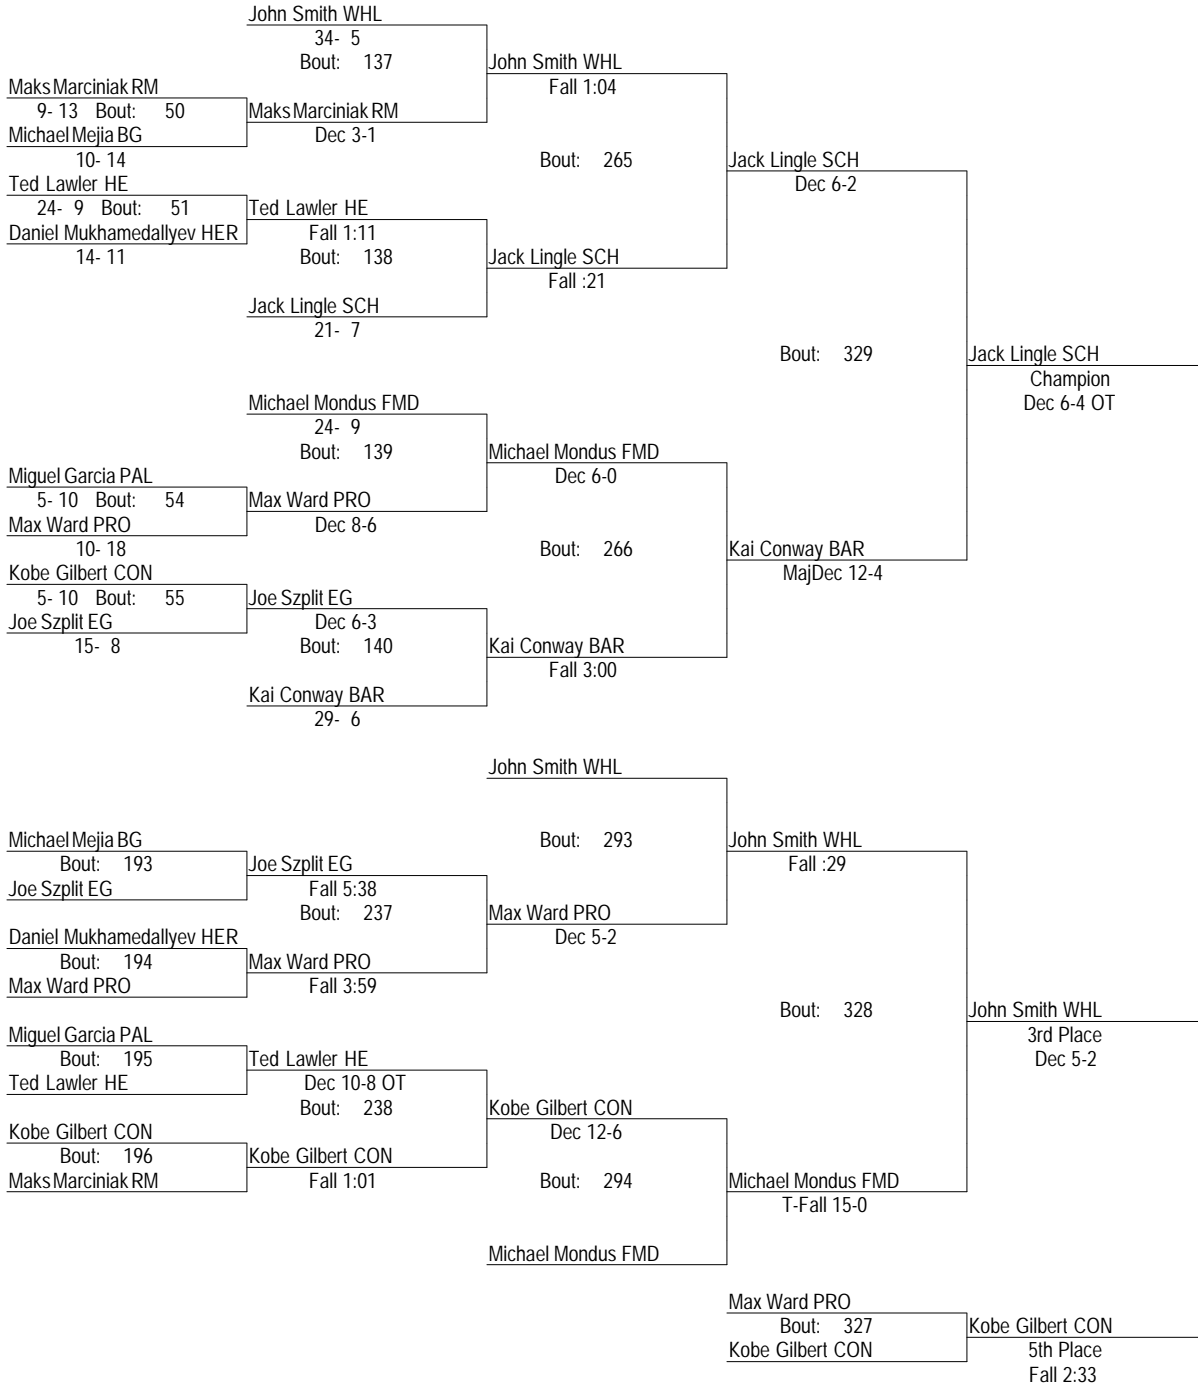 John Smith WHL
34- 5
Bout: 137
John Smith WHL
Fall 1:04
Maks Marciniak RM
9- 13 Bout: 50
Maks Marciniak RM
Dec 3-1
Michael Mejia BG
10- 14
Bout: 265
Jack Lingle SCH
Dec 6-2
Ted Lawler HE
24- 9 Bout: 51
Ted Lawler HE
Fall 1:11
Daniel Mukhamedallyev HER
14- 11
Bout: 138
Jack Lingle SCH
Fall :21
Jack Lingle SCH
21- 7
Bout: 329
Jack Lingle SCH
Champion
Dec 6-4 OT
Michael Mondus FMD
24- 9
Bout: 139
Michael Mondus FMD
Dec 6-0
Miguel Garcia PAL
5- 10 Bout: 54
Max Ward PRO
Dec 8-6
Max Ward PRO
10- 18
Bout: 266
Kai Conway BAR
MajDec 12-4
Kobe Gilbert CON
5- 10 Bout: 55
Joe Szplit EG
Dec 6-3
Joe Szplit EG
15- 8
Bout: 140
Kai Conway BAR
Fall 3:00
Kai Conway BAR
29- 6
John Smith WHL
Bout: 293
John Smith WHL
Fall :29
Michael Mejia BG
Bout: 193
Joe Szplit EG
Joe Szplit EG
Fall 5:38
Bout: 237
Max Ward PRO
Dec 5-2
Daniel Mukhamedallyev HER
Bout: 194
Max Ward PRO
Max Ward PRO
Fall 3:59
Bout: 328
John Smith WHL
3rd Place
Dec 5-2
Miguel Garcia PAL
Bout: 195
Ted Lawler HE
Ted Lawler HE
Dec 10-8 OT
Bout: 238
Kobe Gilbert CON
Dec 12-6
Kobe Gilbert CON
Bout: 196
Maks Marciniak RM
Kobe Gilbert CON
Fall 1:01
Bout: 294
Michael Mondus FMD
T-Fall 15-0
Michael Mondus FMD
Max Ward PRO
Bout: 327
Kobe Gilbert CON
Kobe Gilbert CON
5th Place
Fall 2:33